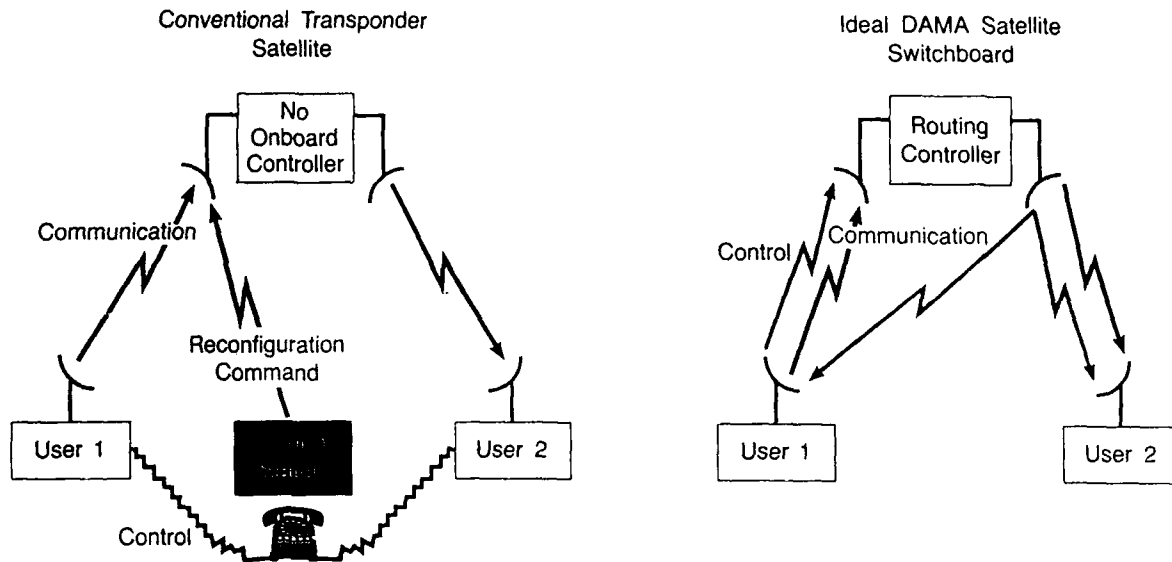 Conventional Transponder
Satellite
No
Onboard
Controller
Communication
Reconfiguration
Command
User 1
User 2
Control
Ideal DAMA Satellite
Switchboard
Routing
Controller
Control
Communication
User 1
User 2